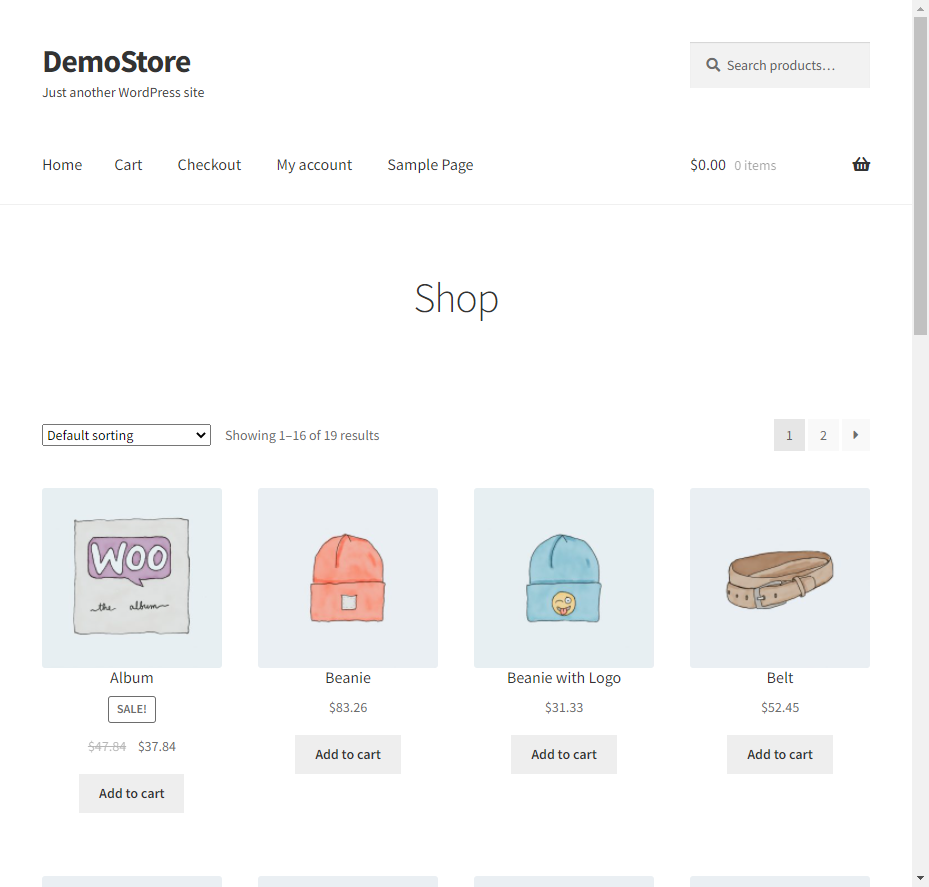 DemoStore
Just another WordPress site
Search products…
Home Cart Checkout My account Sample Page
$0.00 0 items
Shop
Default sorting Showing 1–16 of 19 results 1 2
WOO
the album
Album Beanie Beanie with Logo Belt
SALE! $83.26 $31.33 $52.45
$47.84 $37.84
Add to cart Add to cart Add to cart
Add to cart